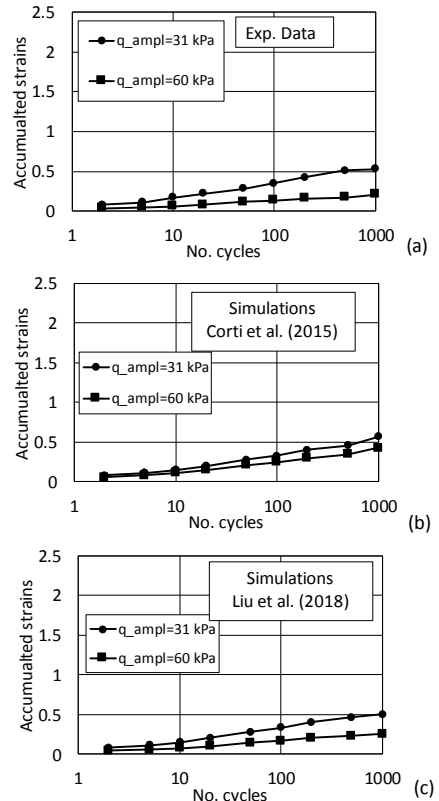 2.5
q_ampl=31 kPa
Exp. Data
2
q_ampl=60 kPa
1.5
1
0.5
0
Accumualted strains
1
10
100
1000
No. cycles
(a)
2.5
Simulations
Corti et al. (2015)
2
1.5
q_ampl=31 kPa
1
q_ampl=60 kPa
0.5
0
Accumualted strains
1
10
100
1000
No. cycles
(b)
2.5
Simulations
Liu et al. (2018)
2
q_ampl=31 kPa
1.5
q_ampl=60 kPa
1
0.5
0
Accumualted strains
1
10
100
1000
No. cycles
(c)